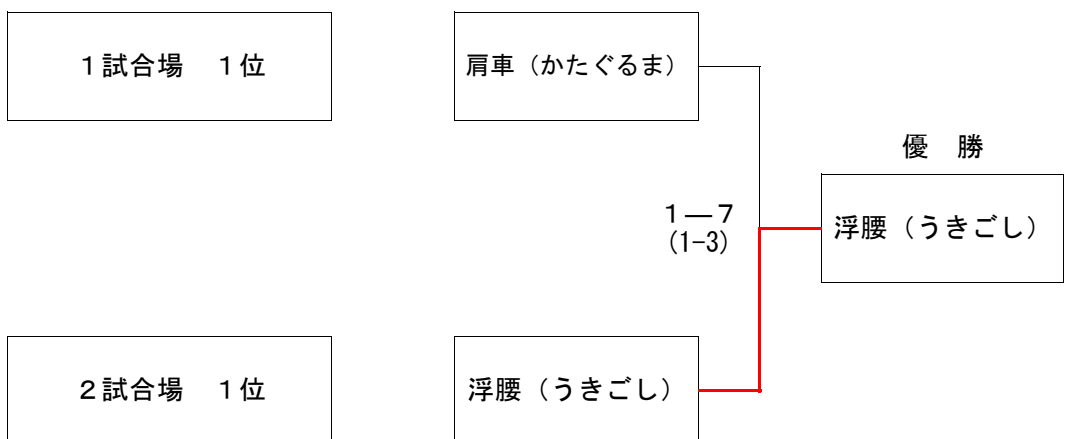 １試合場　１位
肩車（かたぐるま）
優　勝
１―７
(1-3)
浮腰（うきごし）
２試合場　１位
浮腰（うきごし）